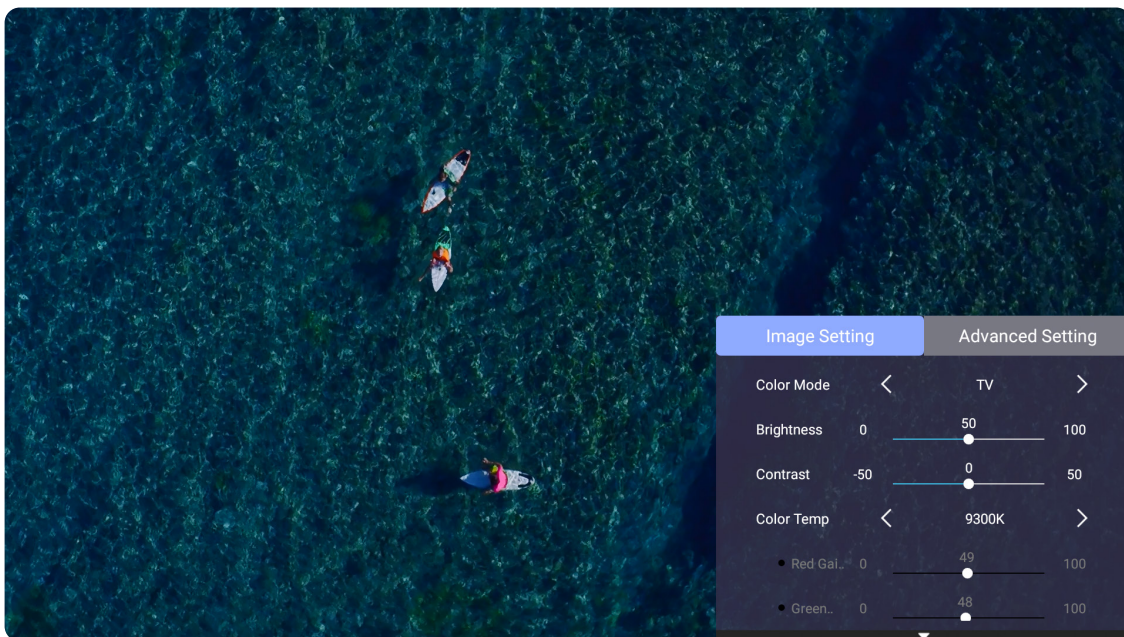 Image Setting Advanced Setting
Color Mode TV
50
Brightness 0 100
0
Contrast -50 50
Color Temp 9300K
49
Red Gai.. 0 100
48
Green.. 0 100